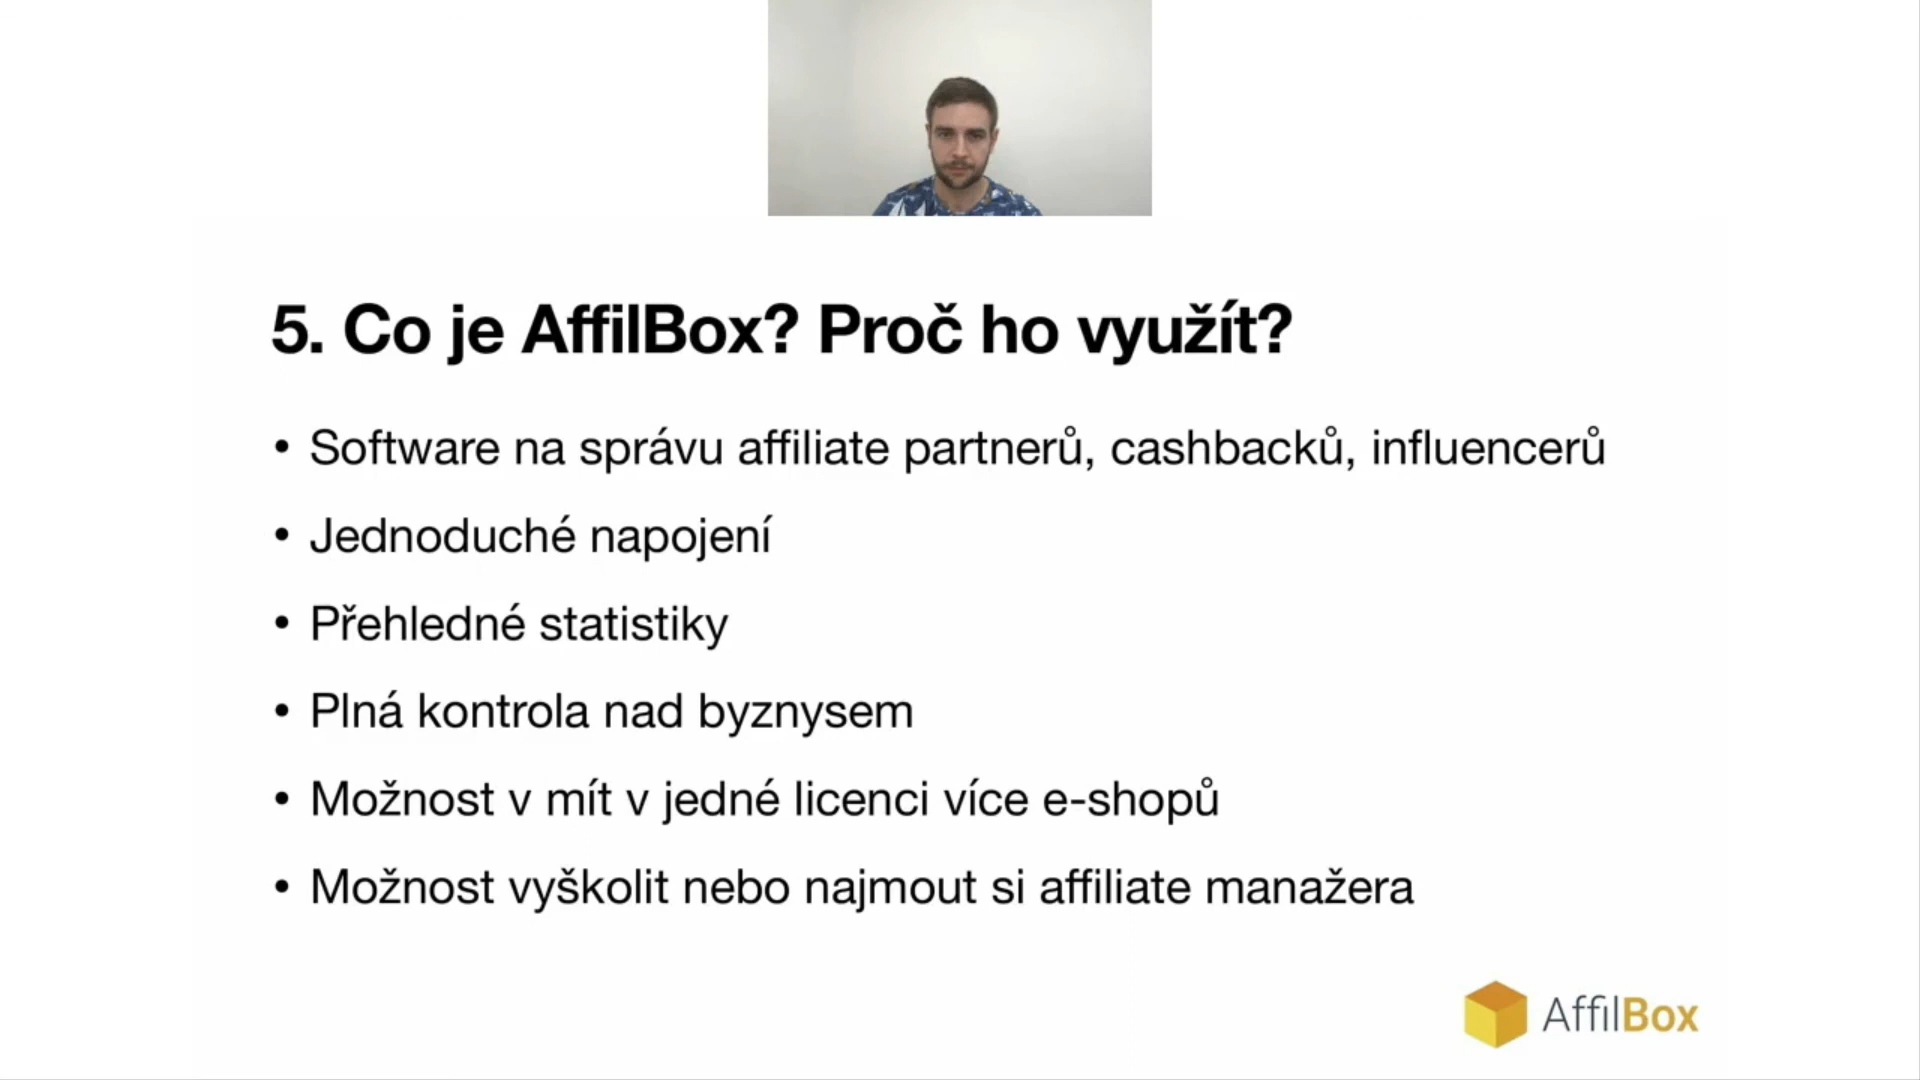 5. Co je AffilBox? Proč ho využít?
• Software na správu affiliate partnerů, cashbacků, influencerů
• Jednoduché napojení
• Přehledné statistiky
• Plná kontrola nad byznysem
• Možnost v mít v jedné licenci více e-shopů
• Možnost vyškolit nebo najmout si affiliate manažera
AffilBox